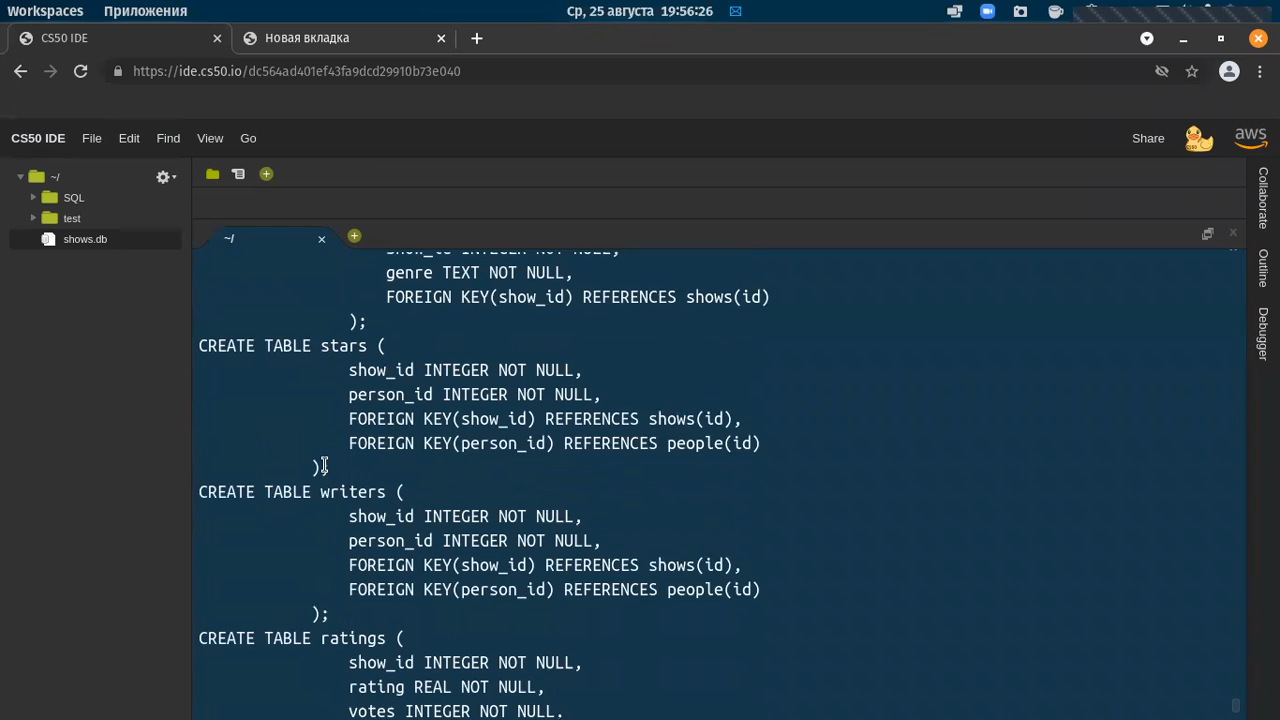 Workspaces Приложения Ср, 25 августа 19:56:26
CS50 IDE Новая вкладка
https://ide.cs50.io/dc564ad401ef43fa9dcd29910b73e040
CS50 IDE File Edit Find View Go Share aws
~/
SQL
test
shows.db
~/
Collaborate
Outline
Debugger
show_id INTEGER NOT NULL,
genre TEXT NOT NULL,
FOREIGN KEY(show_id) REFERENCES shows(id)
);
CREATE TABLE stars (
show_id INTEGER NOT NULL,
person_id INTEGER NOT NULL,
FOREIGN KEY(show_id) REFERENCES shows(id),
FOREIGN KEY(person_id) REFERENCES people(id)
);
CREATE TABLE writers (
show_id INTEGER NOT NULL,
person_id INTEGER NOT NULL,
FOREIGN KEY(show_id) REFERENCES shows(id),
FOREIGN KEY(person_id) REFERENCES people(id)
);
CREATE TABLE ratings (
show_id INTEGER NOT NULL,
rating REAL NOT NULL,
votes INTEGER NOT NULL,